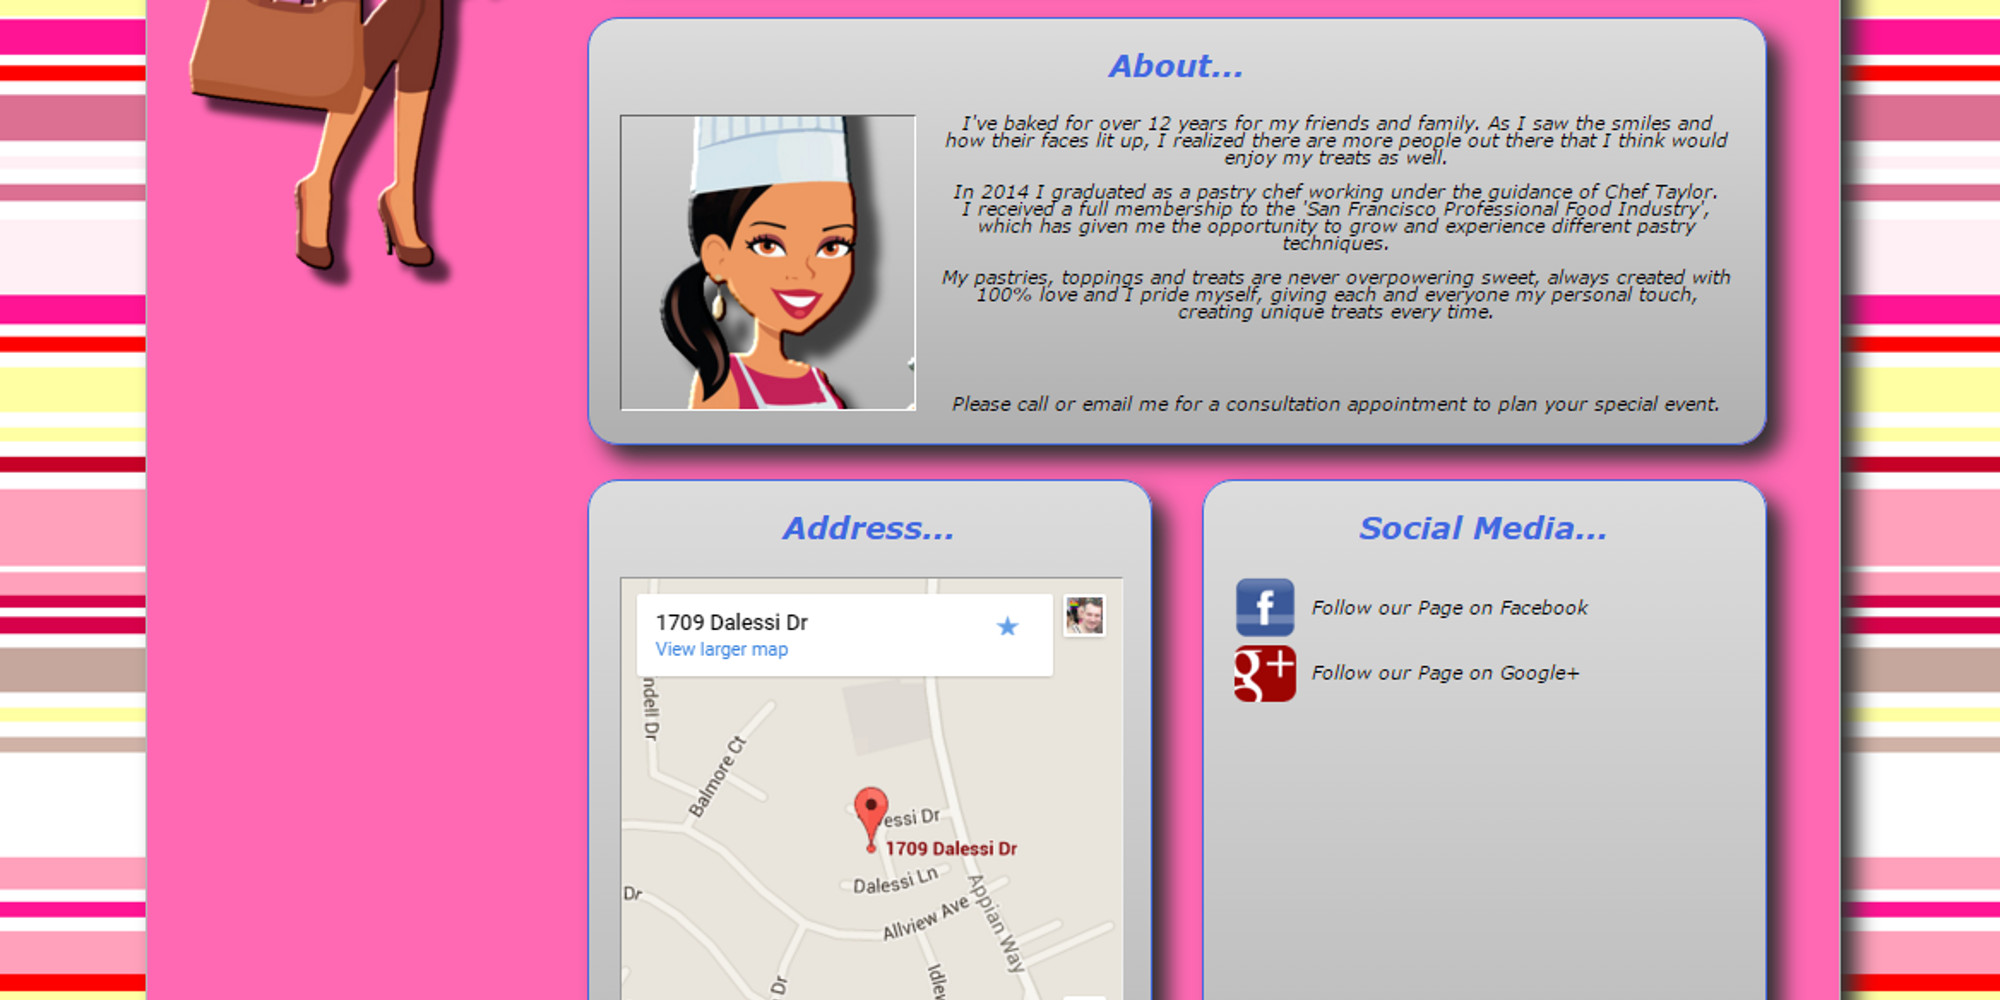 About...
I've baked for over 12 years for my friends and family. As I saw the smiles and
how their faces lit up, I realized there are more people out there that I think would
enjoy my treats as well.
In 2014 I graduated as a pastry chef working under the guidance of Chef Taylor.
I received a full membership to the 'San Francisco Professional Food Industry',
which has given me the opportunity to grow and experience different pastry
techniques.
My pastries, toppings and treats are never overpowering sweet, always created with
100% love and I pride myself, giving each and everyone my personal touch,
creating unique treats every time.
Please call or email me for a consultation appointment to plan your special event.
Address...
1709 Dalessi Dr
View larger map
ndell Dr
Balmore Ct
essi Dr
1709 Dalessi Dr
Dalessi Ln
Dr
Allview Ave
Appian Way
Dr
Idlew
Social Media...
f
Follow our Page on Facebook
g+
Follow our Page on Google+